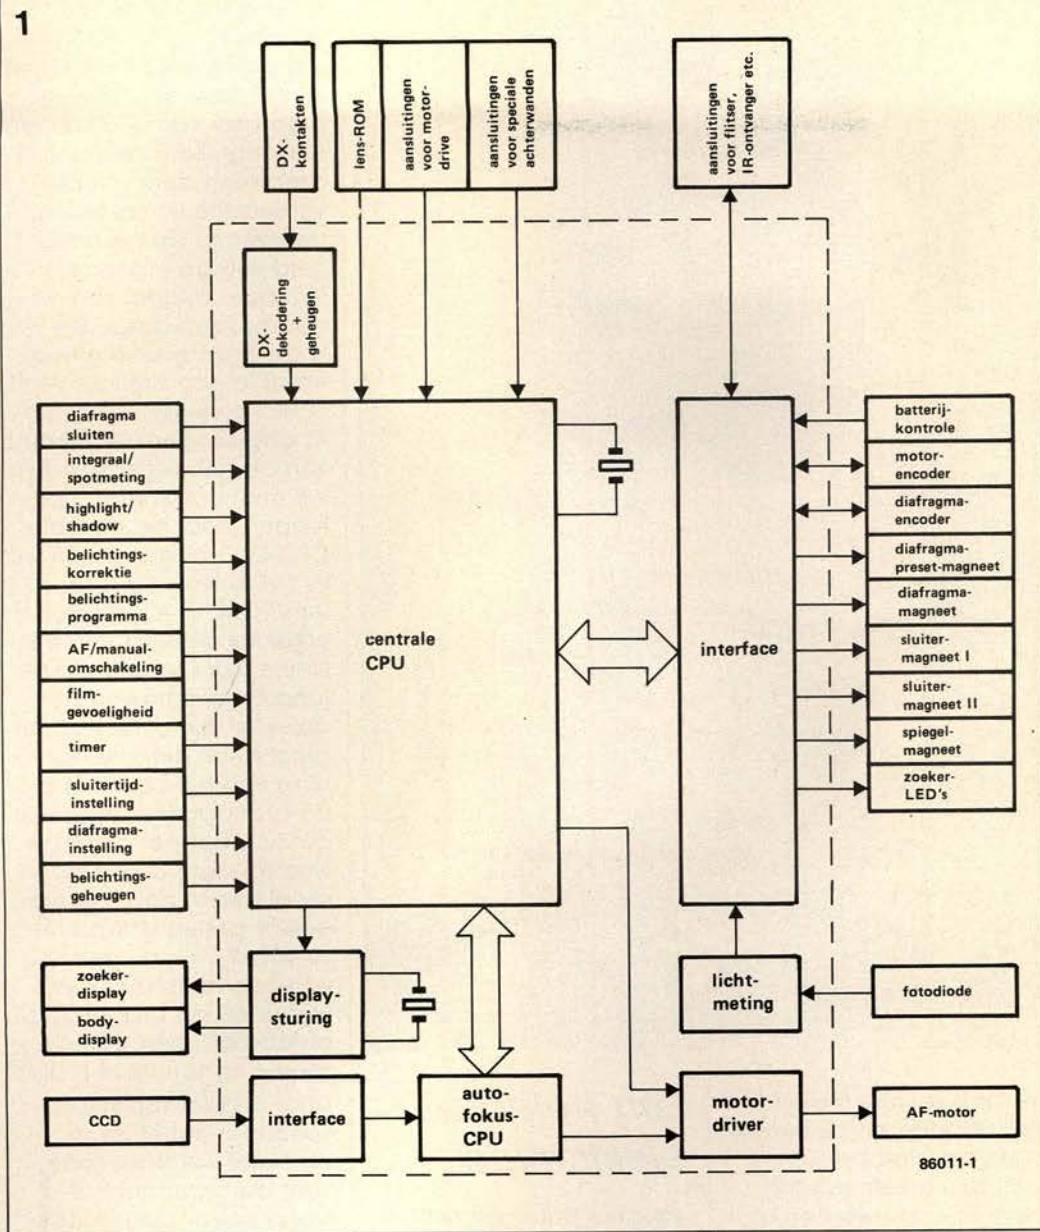 1
DX-
kontakten
lens-ROM
aansluitingen
voor motor-
drive
aansluitingen
voor speciale
achterwanden
aansluitingen
voor flitser,
IR-ontvanger etc.
DX-
dekodering
+
geheugen
diafragma
sluiten
integraal/
spotmeting
highlight/
shadow
belichtings-
korrektie
belichtings-
programma
AF/manual-
omschakeling
film-
gevoeligheid
timer
sluitertijd-
instelling
diafragma-
instelling
belichtings-
geheugen
centrale
CPU
interface
batterij-
kontrole
motor-
encoder
diafragma-
encoder
diafragma-
preset-magneet
diafragma-
magneet
sluiter-
magneet I
sluiter-
magneet II
spiegel-
magneet
zoeker-
LED's
zoeker-
display
body-
display
display-
sturing
licht-
meting
fotodiode
CCD
interface
auto-
fokus-
CPU
motor-
driver
AF-motor
86011-1